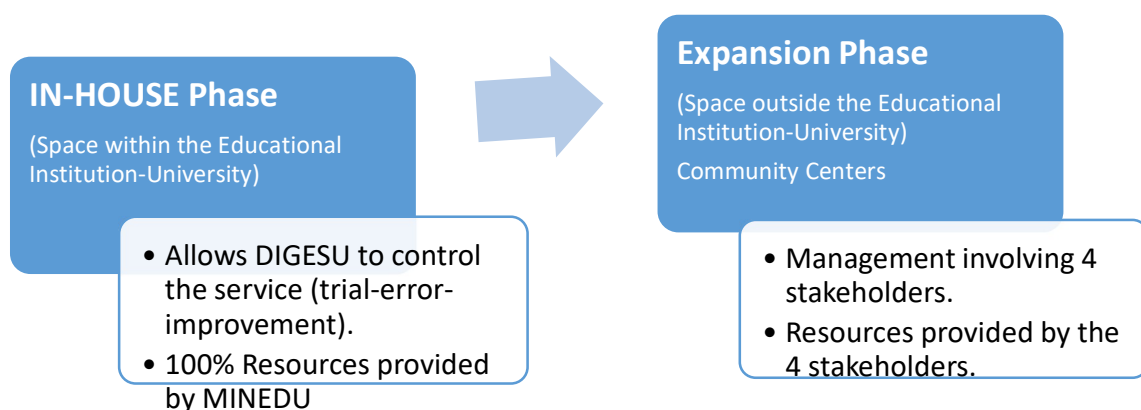 IN-HOUSE Phase
(Space within the Educational
Institution-University)
• Allows DIGESU to control
the service (trial-error-
improvement).
• 100% Resources provided
by MINEDU
Expansion Phase
(Space outside the Educational
Institution-University)
Community Centers
• Management involving 4
stakeholders.
• Resources provided by the
4 stakeholders.